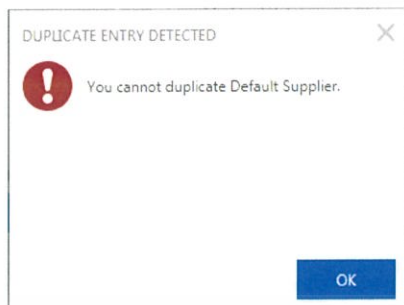 DUPLICATE ENTRY DETECTED
You cannot duplicate Default Supplier.
OK